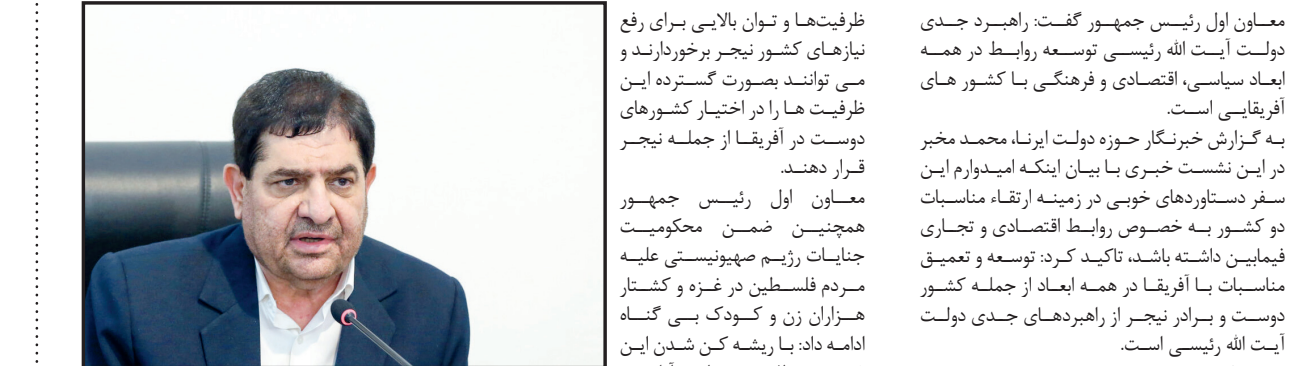 معاون اول رئیس جمهور گفت: راهبرد جدی
دولت آیت الله رئیسی توسعه روابط در همه
ابعاد سیاسی، اقتصادی و فرهنگی با کشور های
آفریقایی است.
به گزارش خبرنگار حوزه دولت ایرنا، محمد مخبر
در این نشست خبری با بیان اینکه امیدوارم این
سفر دستاوردهای خوبی در زمینه ارتقاء مناسبات
دو کشور به خصوص روابط اقتصادی و تجاری
فیمابین داشته باشد، تاکید کرد: توسعه و تعمیق
مناسبات با آفریقا در همه ابعاد از جمله کشور
دوست و برادر نیجر از راهبردهای جدی دولت
آیت الله رئیسی است.
ظرفیت‌ها و توان بالایی برای رفع
نیازهای کشور نیجر برخوردارند و
می توانند بصورت گسترده این
ظرفیت ها را در اختیار کشورهای
دوست در آفریقا از جمله نیجر
قرار دهند.
معاون اول رئیس جمهور
همچنین ضمن محکومیت
جنایات رژیم صهیونیستی علیه
مردم فلسطین در غزه و کشتار
هزاران زن و کودک بی گناه
ادامه داد: با ریشه کن شدن این